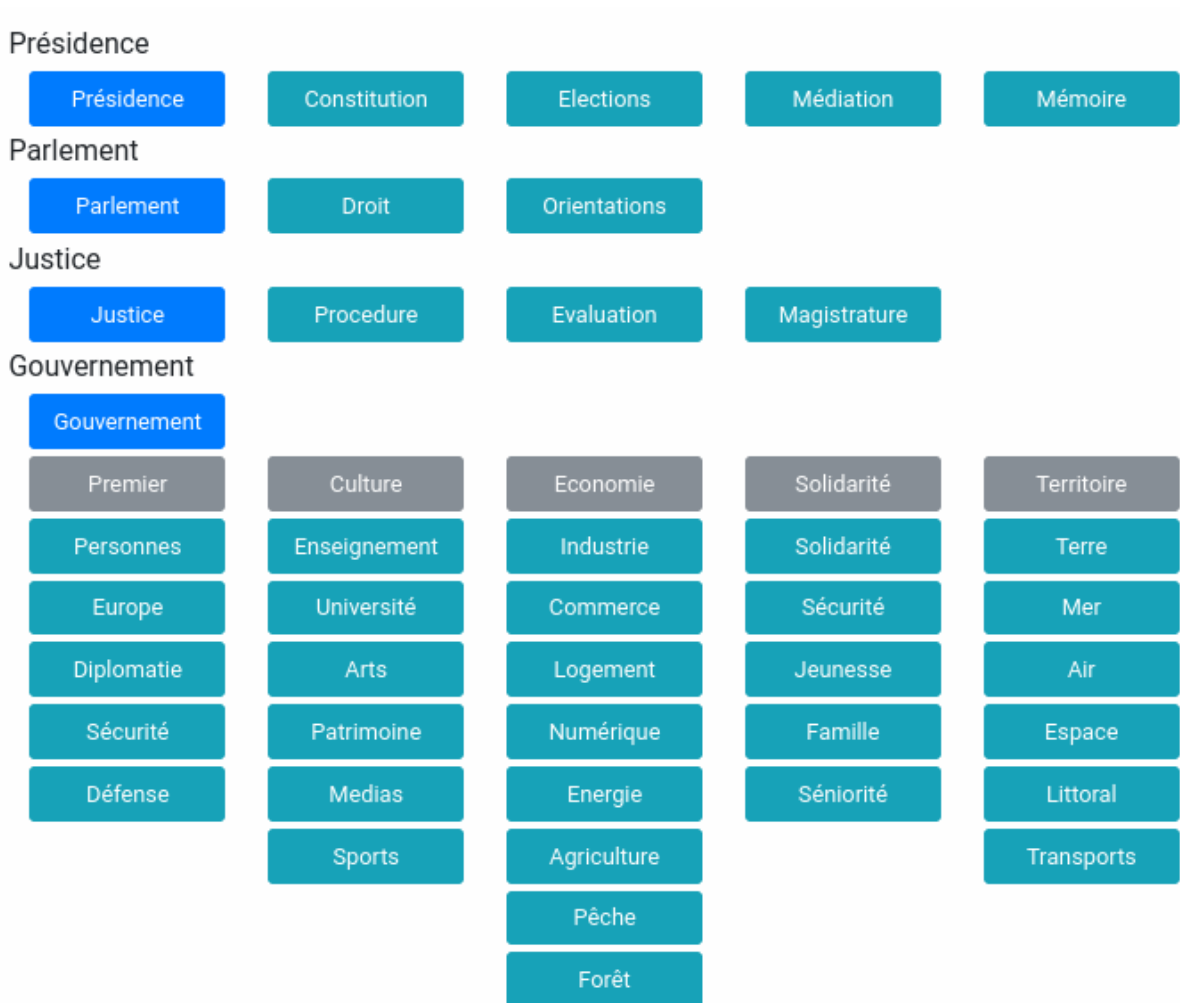 Présidence
Présidence Constitution Elections Médiation Mémoire
Parlement
Parlement Droit Orientations
Justice
Justice Procedure Evaluation Magistrature
Gouvernement
Gouvernement
Premier Culture Economie Solidarité Territoire
Personnes Enseignement Industrie Solidarité Terre
Europe Université Commerce Sécurité Mer
Diplomatie Arts Logement Jeunesse Air
Sécurité Patrimoine Numérique Famille Espace
Défense Medias Energie Séniorité Littoral
Sports Agriculture Transports
Pêche
Forêt